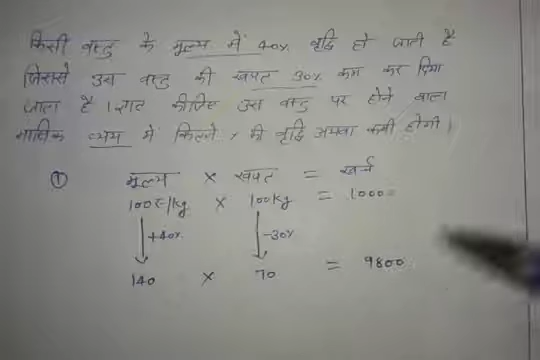 किसी वस्तु के मूल्य में 40% वृद्धि हो जाती है
जिससे उस वस्तु की खपत 30% कम कर दिया
जाता है । ज्ञात कीजिए उस वस्तु पर होने वाला
मासिक व्यय में कितने % की वृद्धि अथवा कमी होगी ।
① मूल्य × खपत = खर्च
100₹/kg × 100kg = 10000
+40% -30%
140 × 70 = 9800